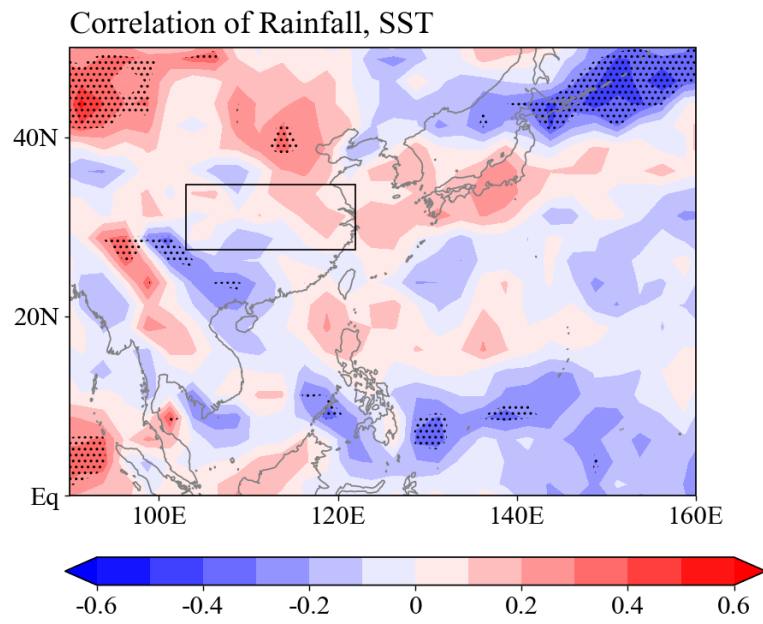 Correlation of Rainfall, SST
40N
20N
Eq
100E 120E 140E 160E
-0.6 -0.4 -0.2 0 0.2 0.4 0.6